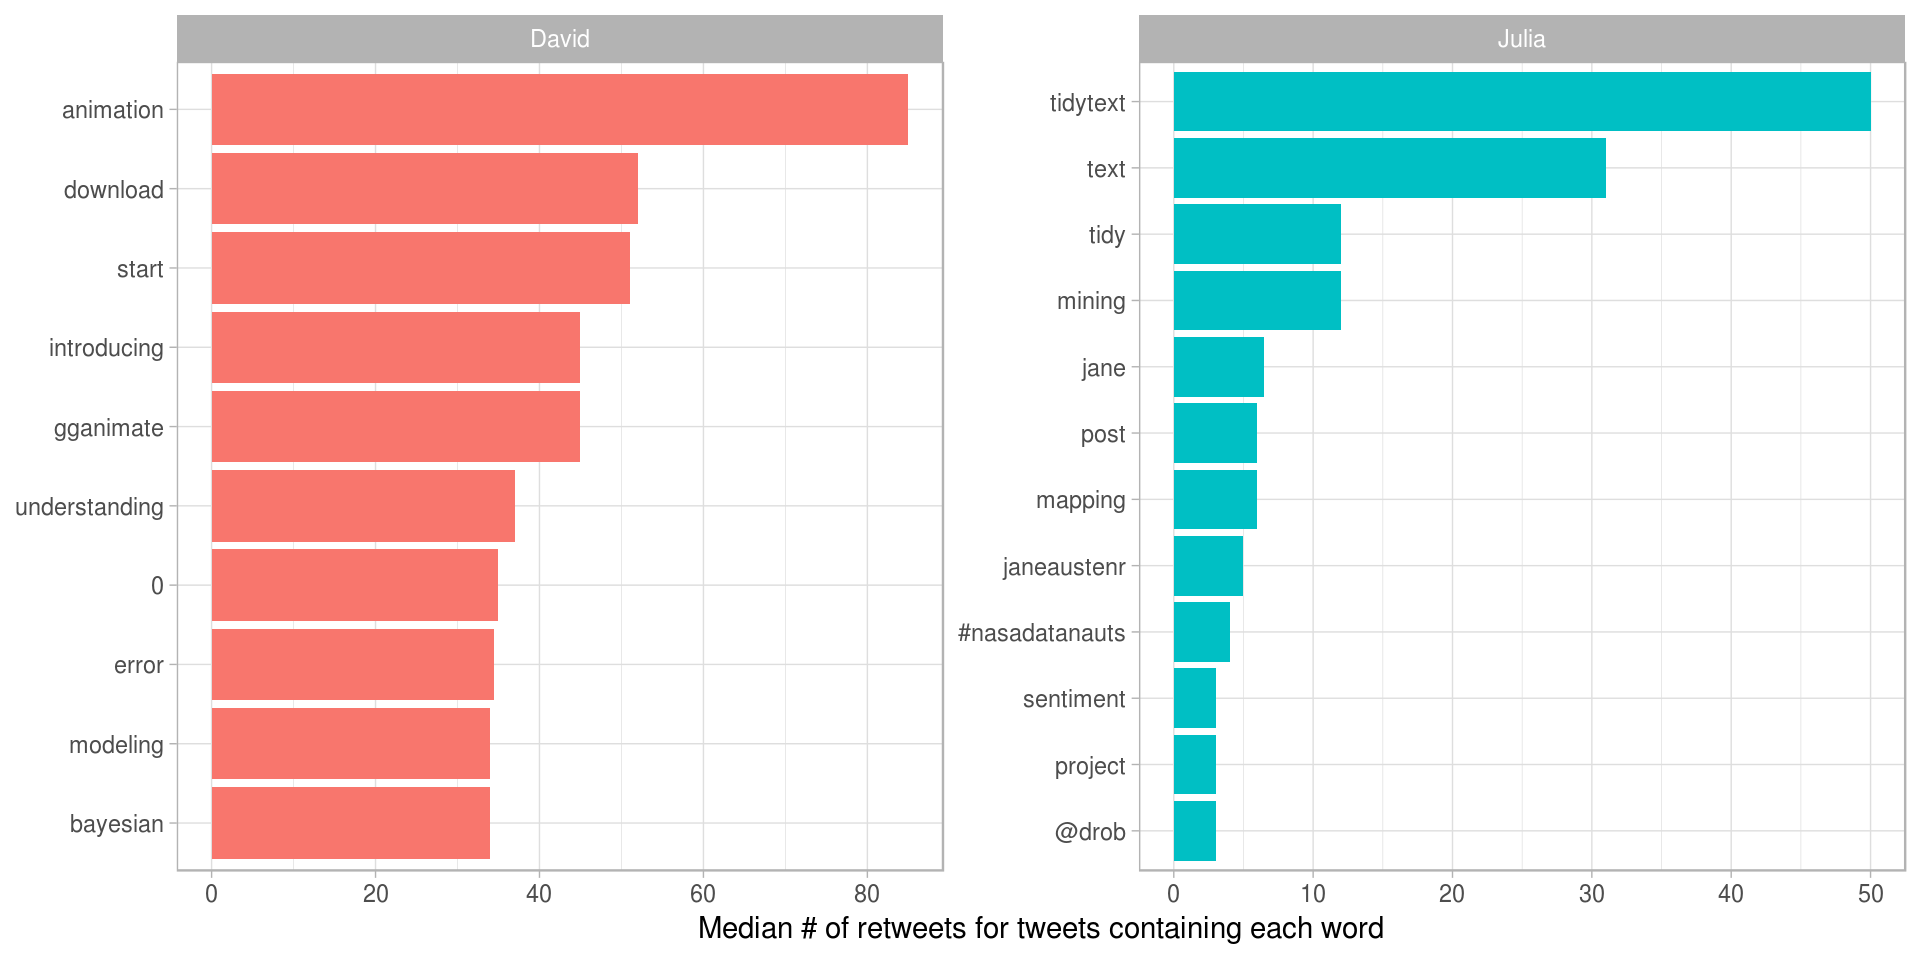 David
animation
download
start
introducing
gganimate
understanding
0
error
modeling
bayesian
0 20 40 60 80
Julia
tidytext
text
tidy
mining
jane
post
mapping
janeaustenr
#nasadatanauts
sentiment
project
@drob
0 10 20 30 40 50
Median # of retweets for tweets containing each word